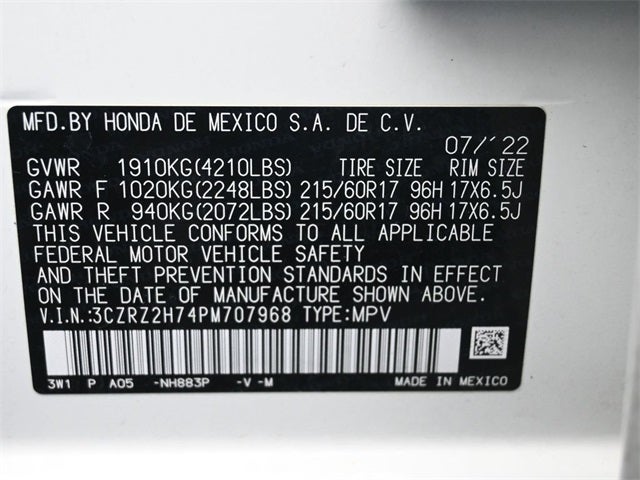 MFD.BY HONDA DE MEXICO S.A. DE C.V.
07/´22
GVWR 1910KG(4210LBS) TIRE SIZE RIM SIZE
GAWR F 1020KG(2248LBS) 215/60R17 96H 17X6.5J
GAWR R 940KG(2072LBS) 215/60R17 96H 17X6.5J
THIS VEHICLE CONFORMS TO ALL APPLICABLE
FEDERAL MOTOR VEHICLE SAFETY
AND THEFT PREVENTION STANDARDS IN EFFECT
ON THE DATE OF MANUFACTURE SHOWN ABOVE.
V.I.N.:3CZRZ2H74PM707968 TYPE:MPV
3W1 P A05 -NH883P -V -M MADE IN MEXICO